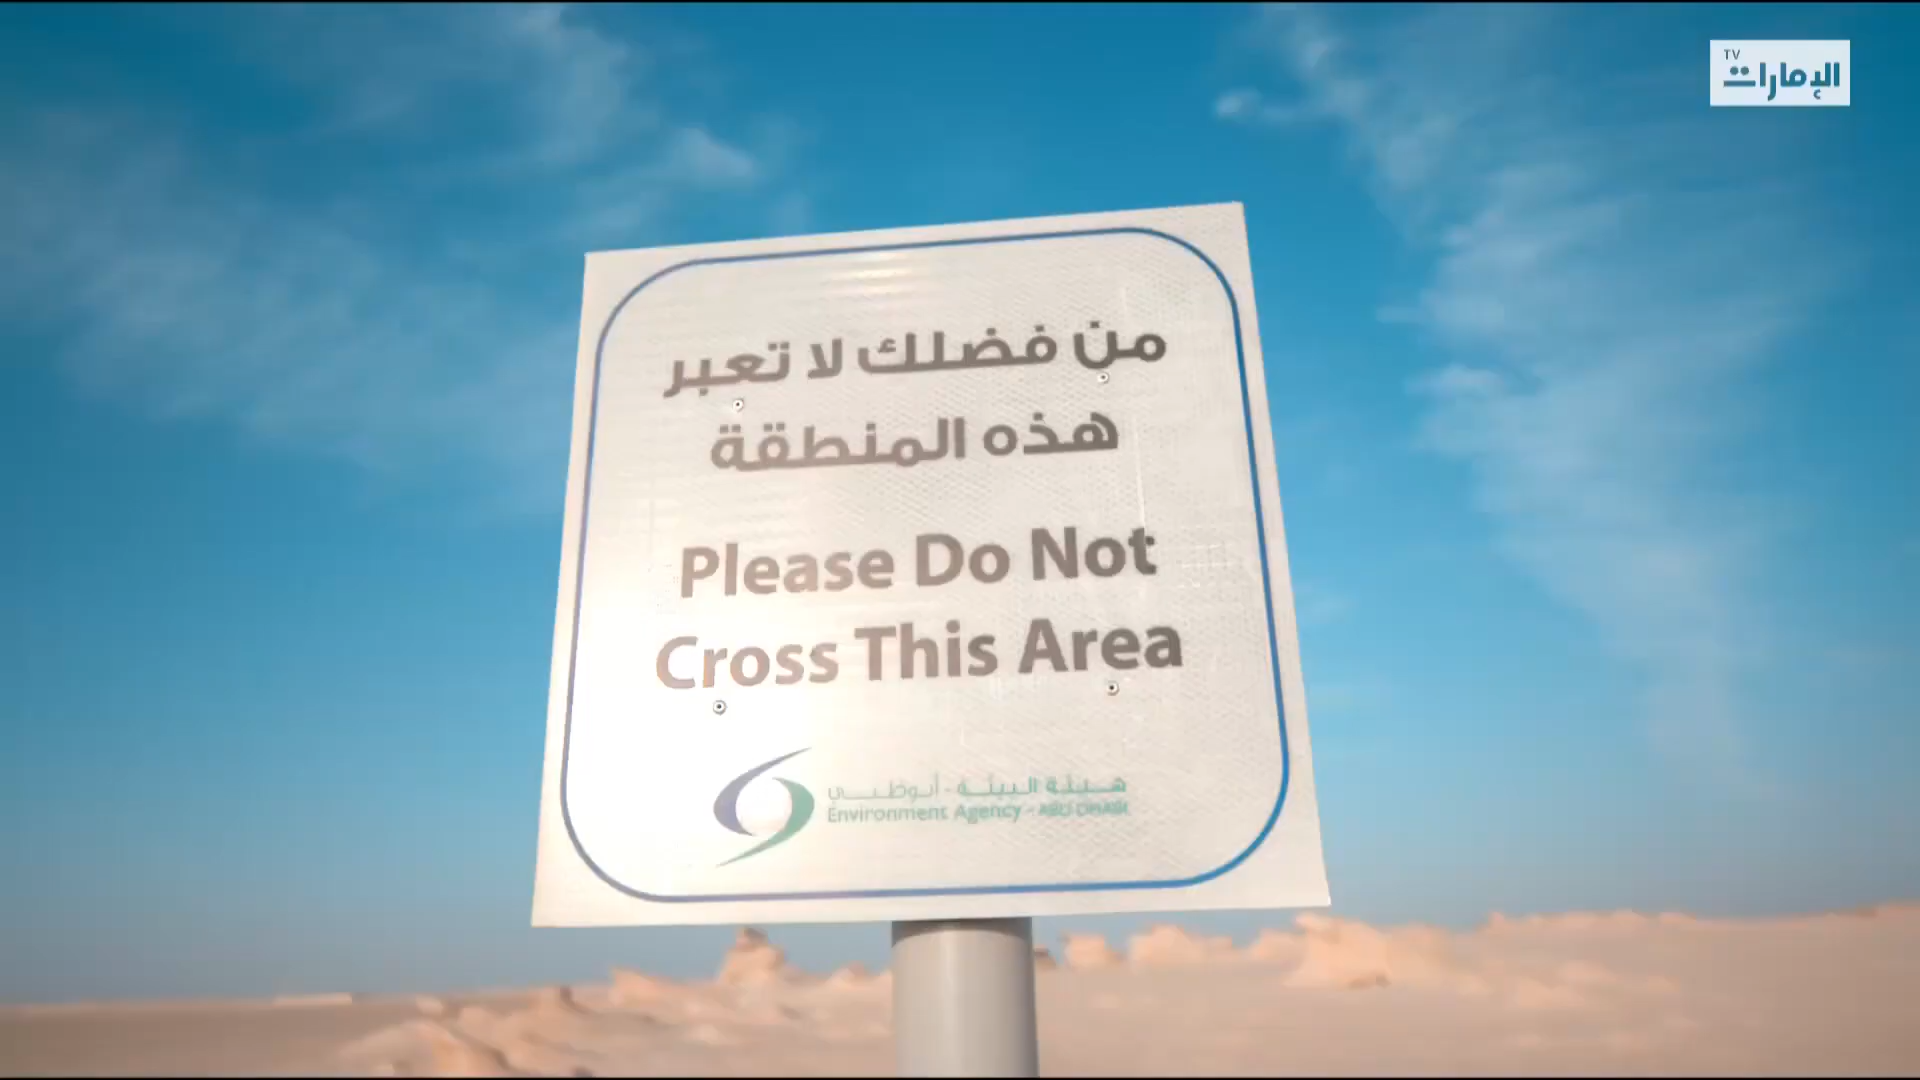 TV
الإمارات
من فضلك لا تعبر
هذه المنطقة
Please Do Not
Cross This Area
هيئة البيئة - أبوظبي
Environment Agency - ABU DHABI